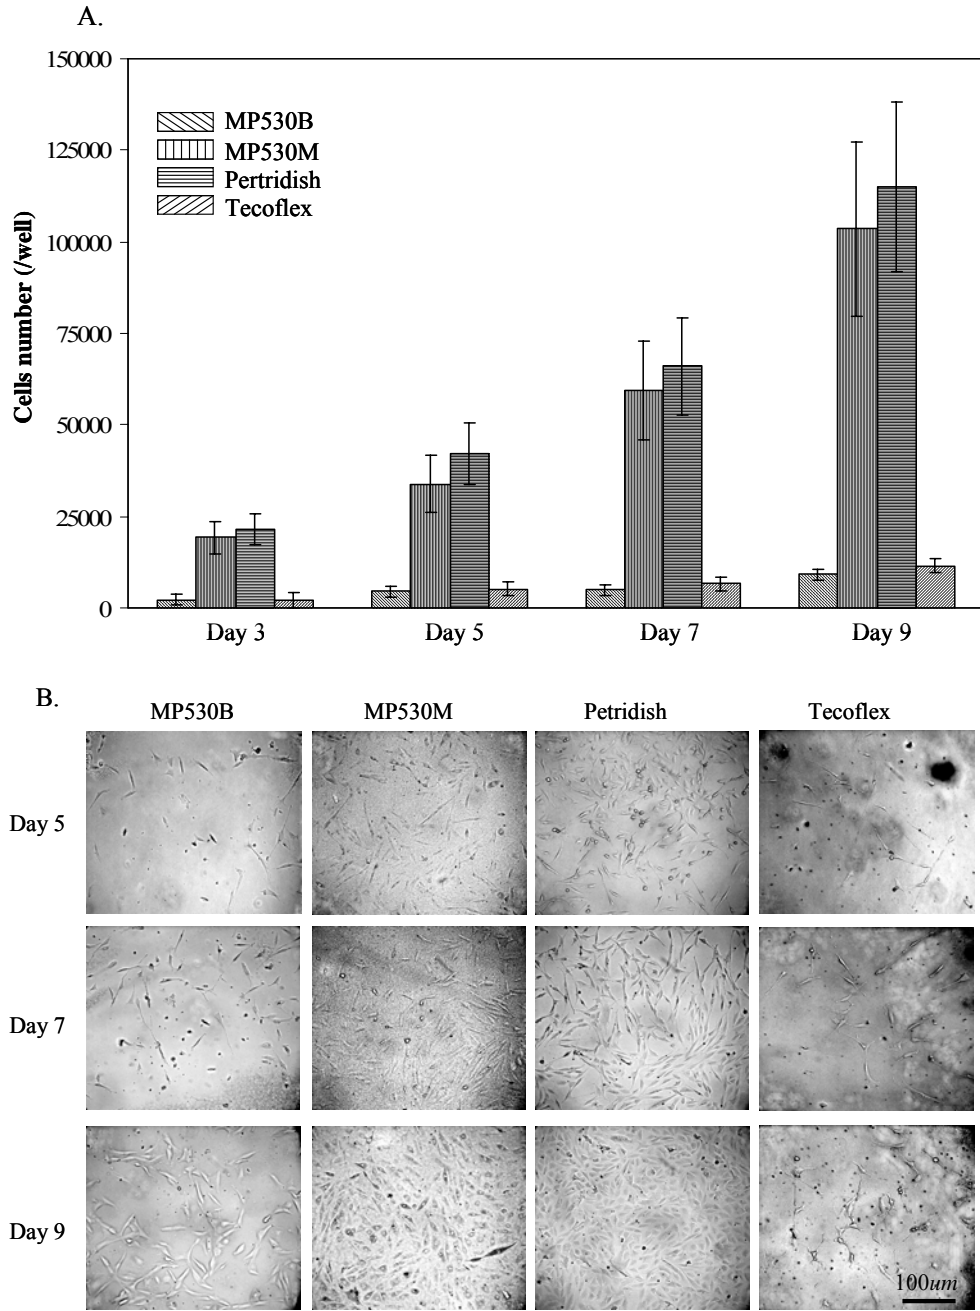 A.
150000
125000
100000
75000
50000
25000
0
Cells number (/well)
MP530B
MP530M
Pertridish
Tecoflex
Day 3 Day 5 Day 7 Day 9
B.
MP530B MP530M Petridish Tecoflex
Day 5
Day 7
Day 9
100um